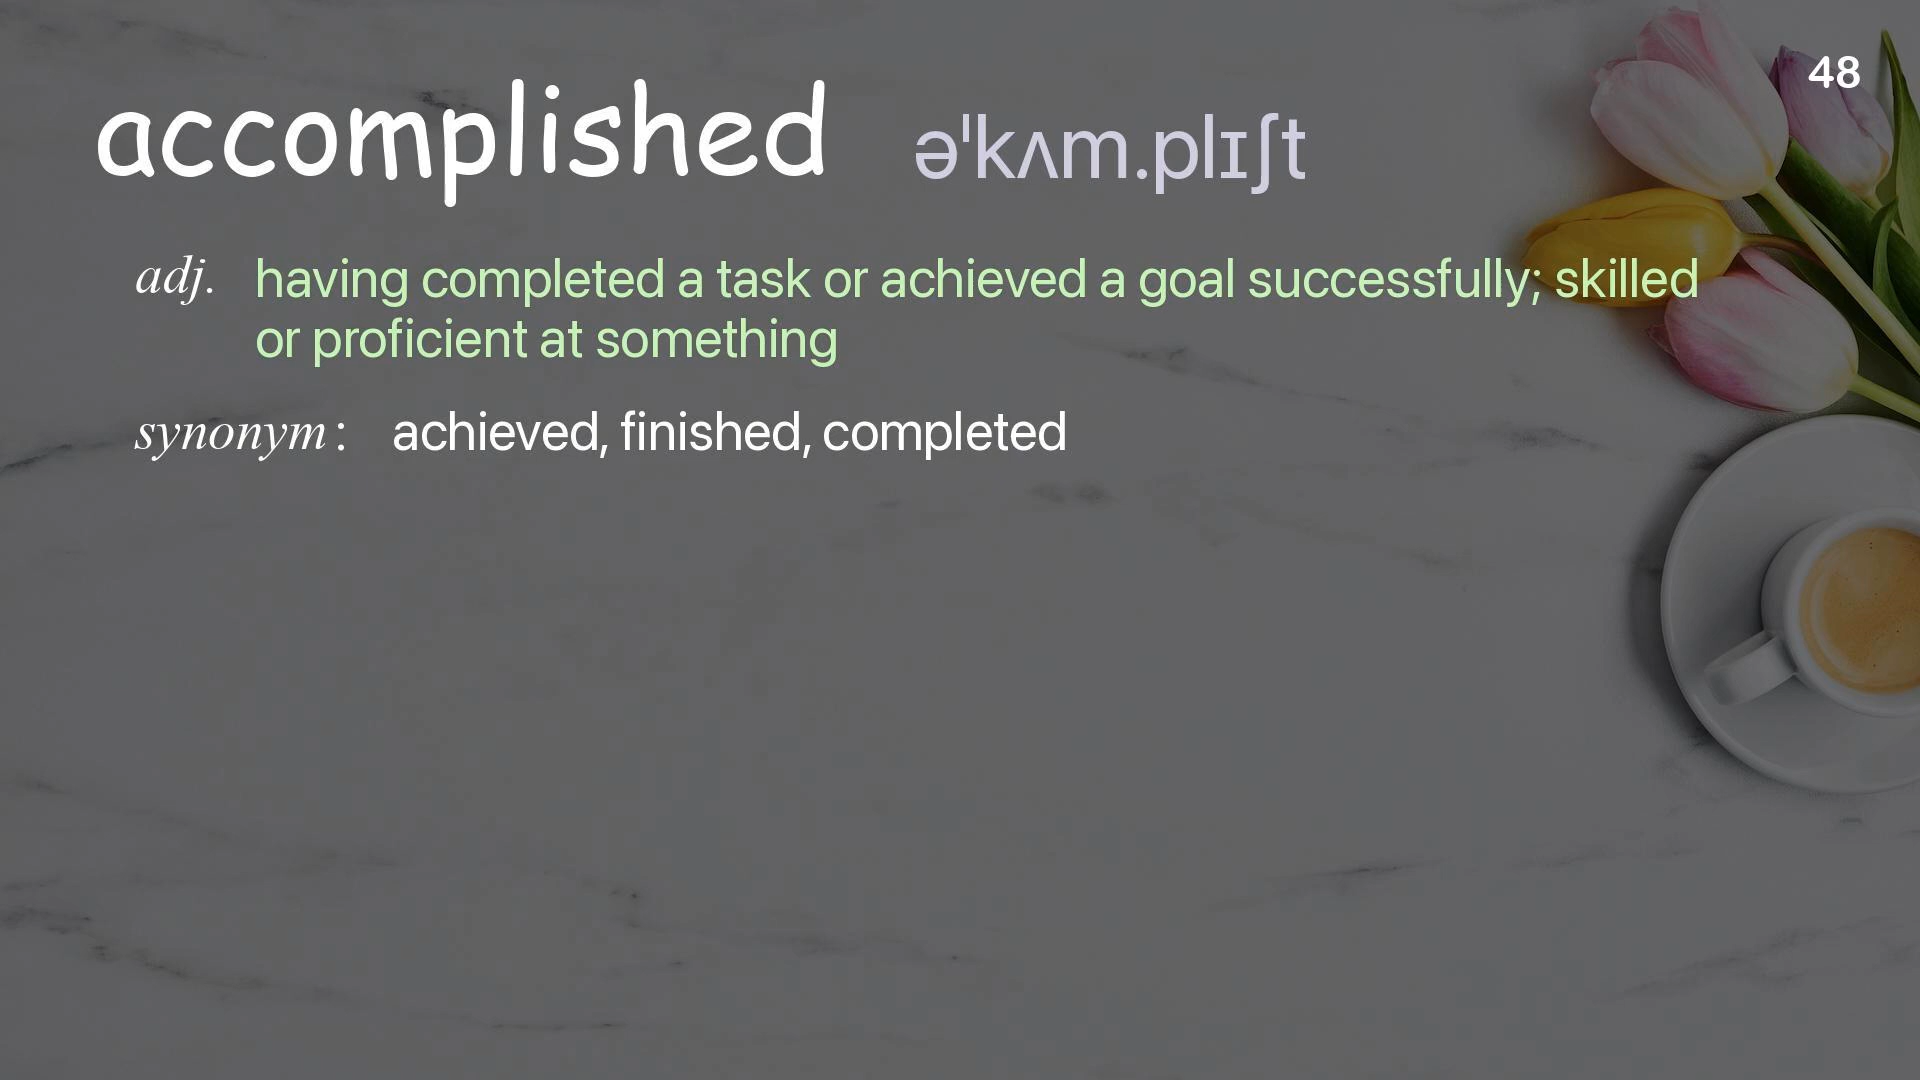 48
accomplished əˈkʌm.plɪʃt
adj. having completed a task or achieved a goal successfully; skilled
or proficient at something
synonym: achieved, finished, completed